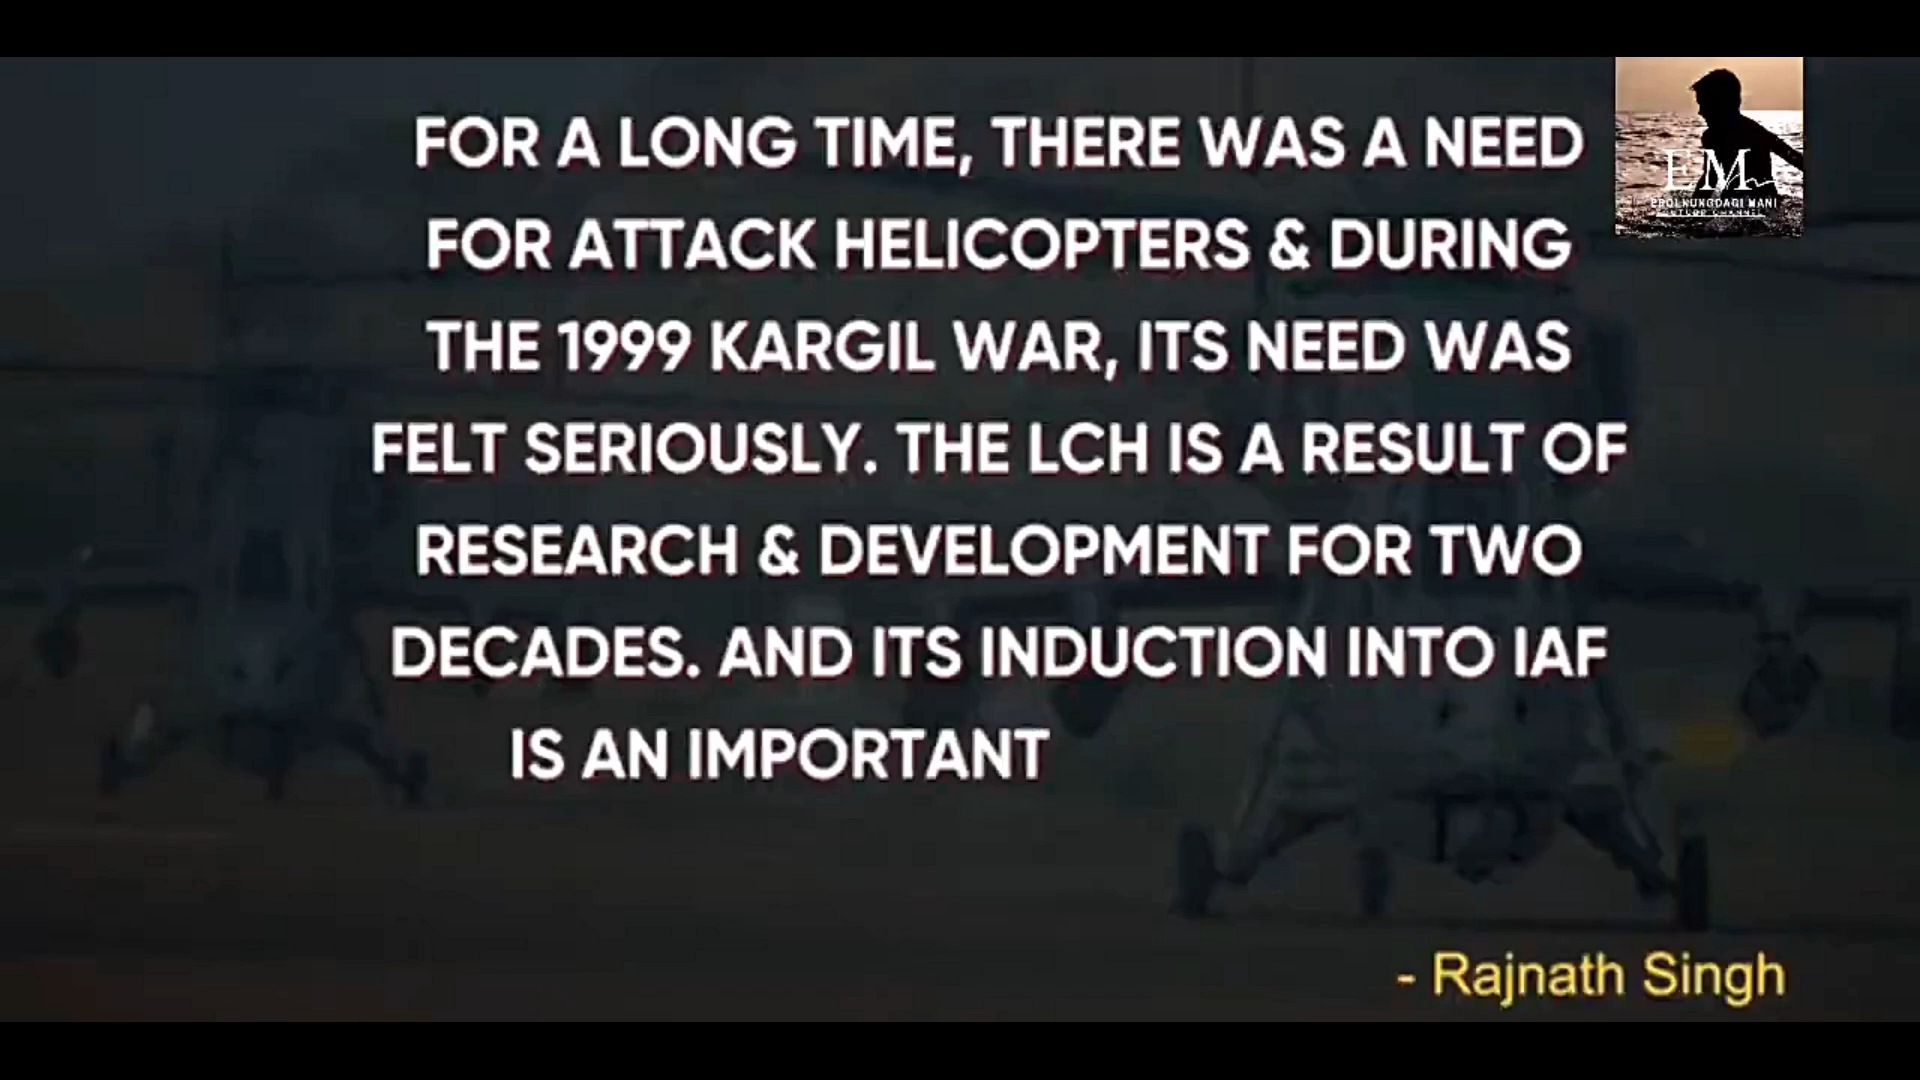 FOR A LONG TIME, THERE WAS A NEED
FOR ATTACK HELICOPTERS & DURING
THE 1999 KARGIL WAR, ITS NEED WAS
FELT SERIOUSLY. THE LCH IS A RESULT OF
RESEARCH & DEVELOPMENT FOR TWO
DECADES. AND ITS INDUCTION INTO IAF
IS AN IMPORTANT
- Rajnath Singh
EM
MANI
CHANNEL